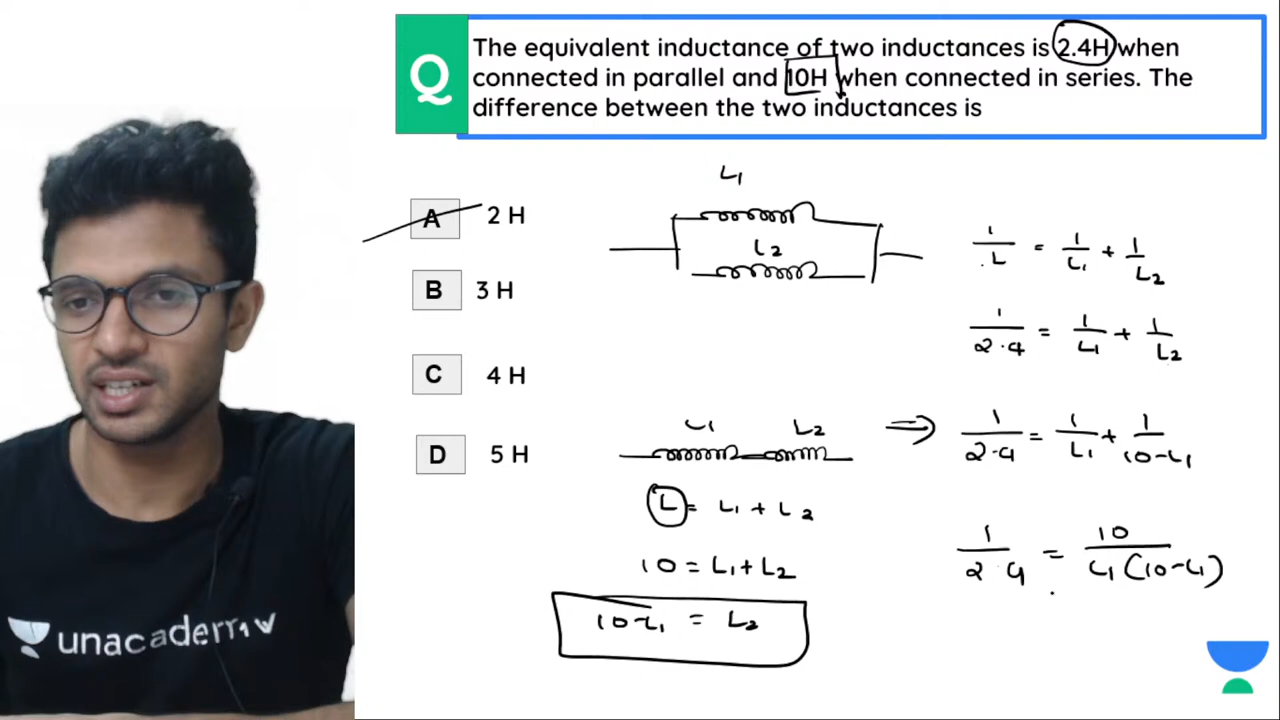 Q
The equivalent inductance of two inductances is 2.4H when
connected in parallel and 10H when connected in series. The
difference between the two inductances is
A 2 H
B 3 H
C 4 H
D 5 H
L₁
L₂
1/L = 1/L₁ + 1/L₂
1/2.4 = 1/L₁ + 1/L₂
L₁ L₂
L = L₁ + L₂
10 = L₁ + L₂
10-L₁ = L₂
⇒ 1/2.4 = 1/L₁ + 1/10-L₁
1/2.4 = 10/L₁(10-L₁)
unacademy